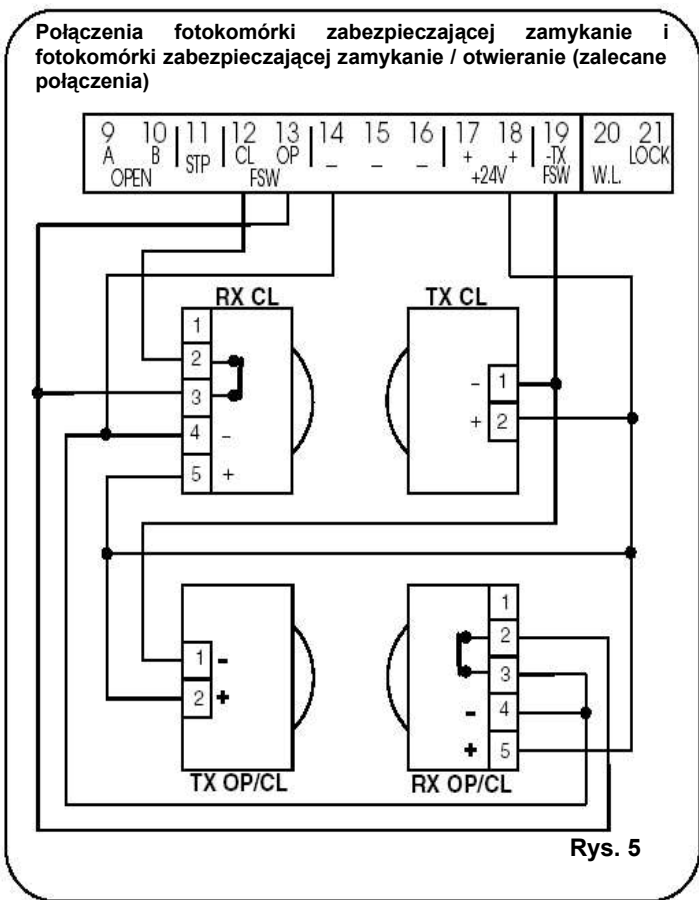 Połączenia fotokomórki zabezpieczającej zamykanie i
fotokomórki zabezpieczającej zamykanie / otwieranie (zalecane
połączenia)
9 10 11 12 13 14 15 16 17 18 19 20 21
A B STP CL OP _ _ _ + + -TX LOCK
OPEN FSW +24V FSW W.L.
RX CL TX CL
1
2
3
4 –
5 +
– 1
+ 2
1 -
2 +
1
2
3
- 4
+ 5
TX OP/CL RX OP/CL
Rys. 5